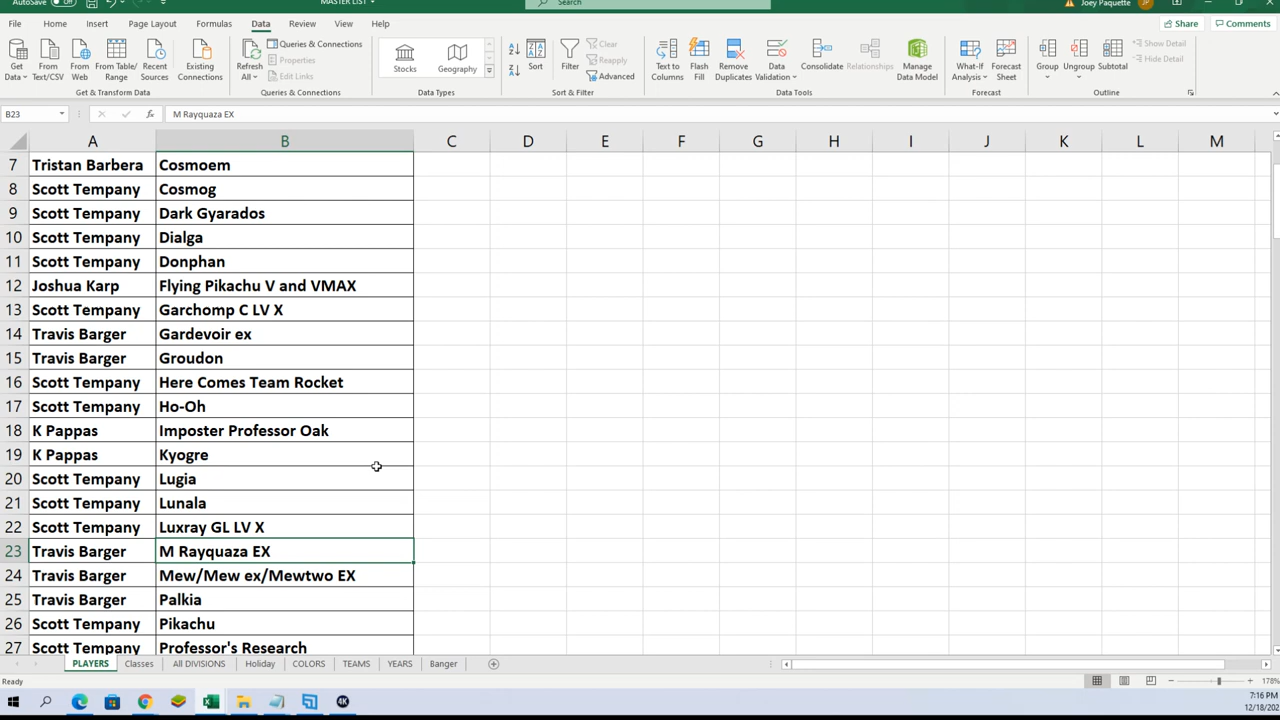 AutoSave Off MASTER LIST Search Joey Paquette JP
File Home Insert Page Layout Formulas Data Review View Help Share Comments
Get Data From Text/CSV From Web From Table/Range Recent Sources Existing Connections
Get & Transform Data
Refresh All Queries & Connections Properties Edit Links
Queries & Connections
Stocks Geography
Data Types
Sort Filter Clear Reapply Advanced
Sort & Filter
Text to Columns Flash Fill Remove Duplicates Data Validation Consolidate Relationships Manage Data Model
Data Tools
What-If Analysis Forecast Sheet
Forecast
Group Ungroup Subtotal Show Detail Hide Detail
Outline
B23 fx M Rayquaza EX
A B C D E F G H I J K L M
7 Tristan Barbera Cosmoem
8 Scott Tempany Cosmog
9 Scott Tempany Dark Gyarados
10 Scott Tempany Dialga
11 Scott Tempany Donphan
12 Joshua Karp Flying Pikachu V and VMAX
13 Scott Tempany Garchomp C LV X
14 Travis Barger Gardevoir ex
15 Travis Barger Groudon
16 Scott Tempany Here Comes Team Rocket
17 Scott Tempany Ho-Oh
18 K Pappas Imposter Professor Oak
19 K Pappas Kyogre
20 Scott Tempany Lugia
21 Scott Tempany Lunala
22 Scott Tempany Luxray GL LV X
23 Travis Barger M Rayquaza EX
24 Travis Barger Mew/Mew ex/Mewtwo EX
25 Travis Barger Palkia
26 Scott Tempany Pikachu
27 Scott Tempany Professor's Research
PLAYERS Classes All DIVISIONS Holiday COLORS TEAMS YEARS Banger
Ready 178%
4K 7:16 PM
12/18/202